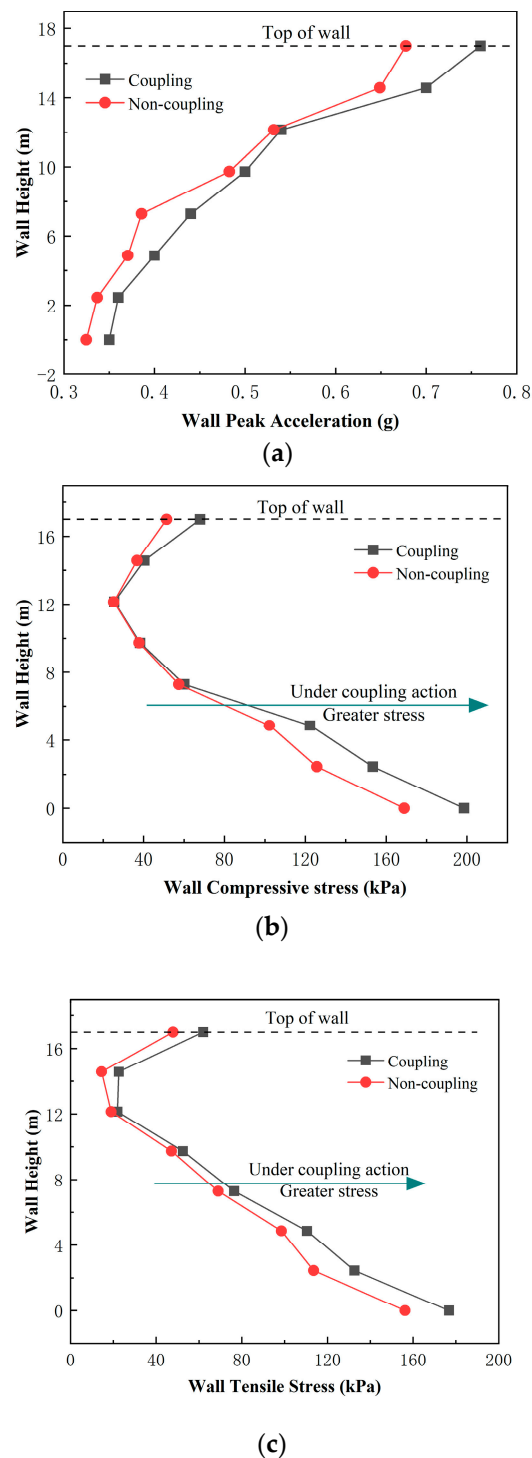 18
Top of wall
Coupling
Non-coupling
14
10
6
2
-2
Wall Height (m)
0.3 0.4 0.5 0.6 0.7 0.8
Wall Peak Acceleration (g)
(a)
Top of wall
16
Coupling
Non-coupling
12
8
Under coupling action
Greater stress
4
0
Wall Height (m)
0 40 80 120 160 200
Wall Compressive stress (kPa)
(b)
Top of wall
16
Coupling
Non-coupling
12
8
Under coupling action
Greater stress
4
0
Wall Height (m)
0 40 80 120 160 200
Wall Tensile Stress (kPa)
(c)